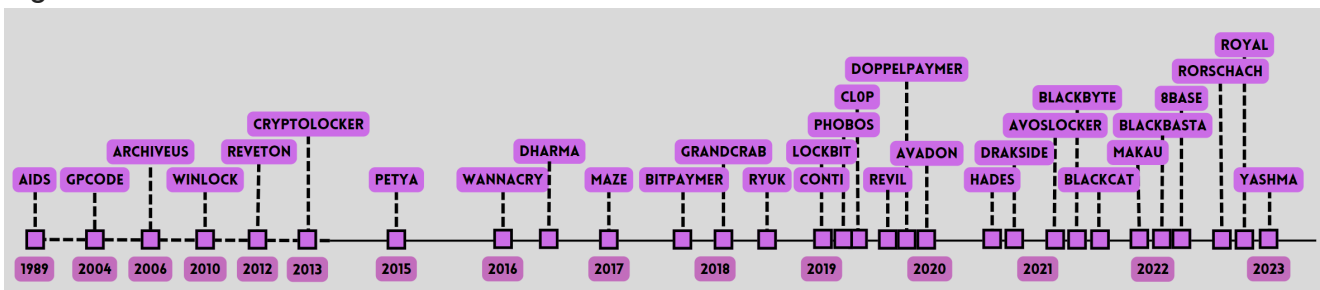 ROYAL
DOPPELPAYMER
RORSCHACH
CL0P
BLACKBYTE
8BASE
CRYPTOLOCKER
PHOBOS
AVOSLOCKER
BLACKBASTA
ARCHIVEUS
REVETON
DHARMA
GRANDCRAB
LOCKBIT
AVADON
DRAKSIDE
MAKAU
AIDS
GPCODE
WINLOCK
PETYA
WANNACRY
MAZE
BITPAYMER
RYUK
CONTI
REVIL
HADES
BLACKCAT
YASHMA
1989
2004
2006
2010
2012
2013
2015
2016
2017
2018
2019
2020
2021
2022
2023